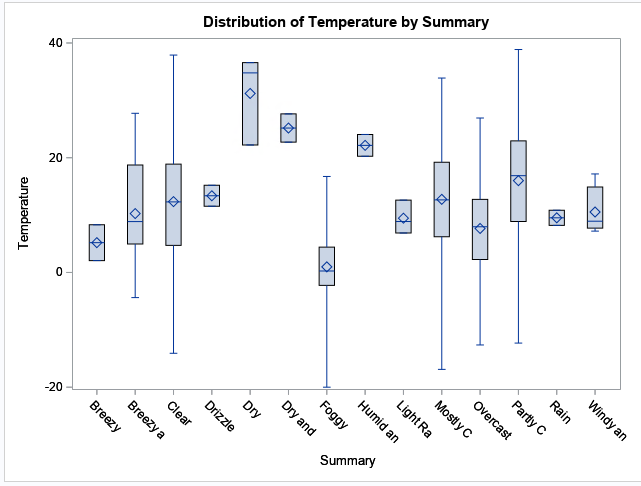 Distribution of Temperature by Summary
40
20
0
-20
Temperature
Breezy
Breezy a
Clear
Drizzle
Dry
Dry and
Foggy
Humid an
Light Ra
Mostly C
Overcast
Partly C
Rain
Windy an
Summary